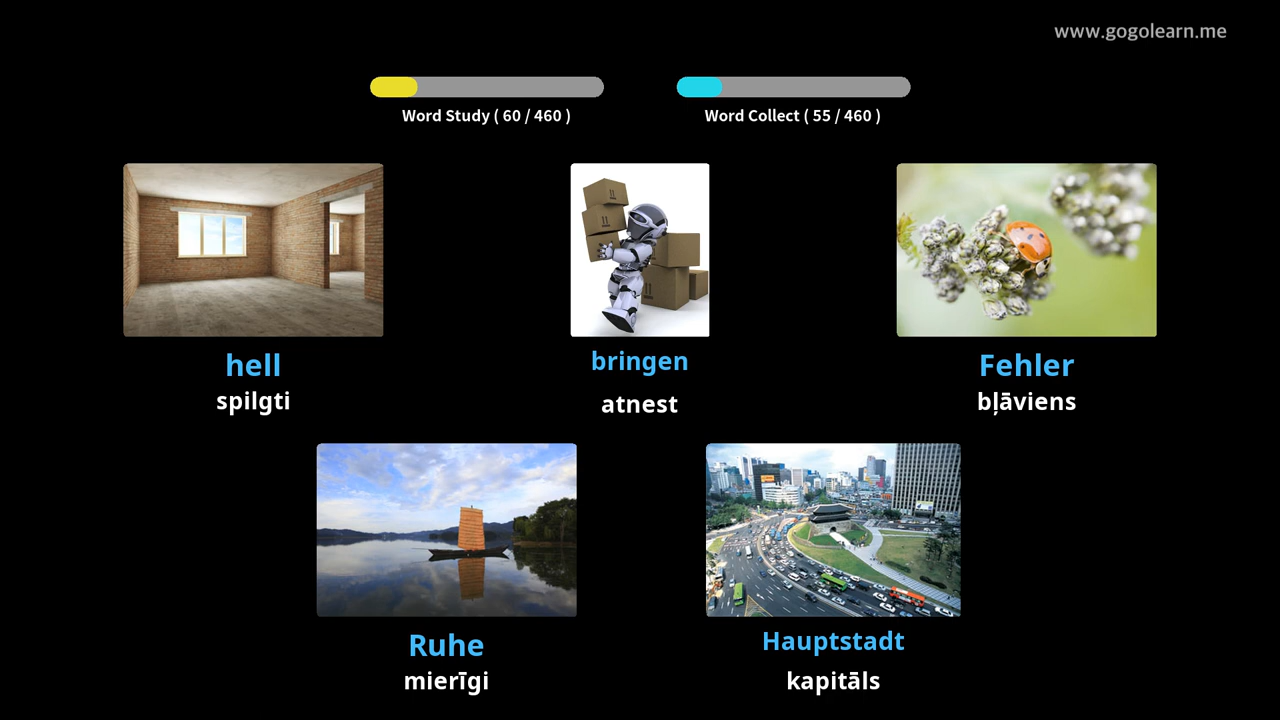 www.gogolearn.me
Word Study ( 60 / 460 )
Word Collect ( 55 / 460 )
hell
spilgti
bringen
atnest
Fehler
bļāviens
Ruhe
mierīgi
Hauptstadt
kapitāls